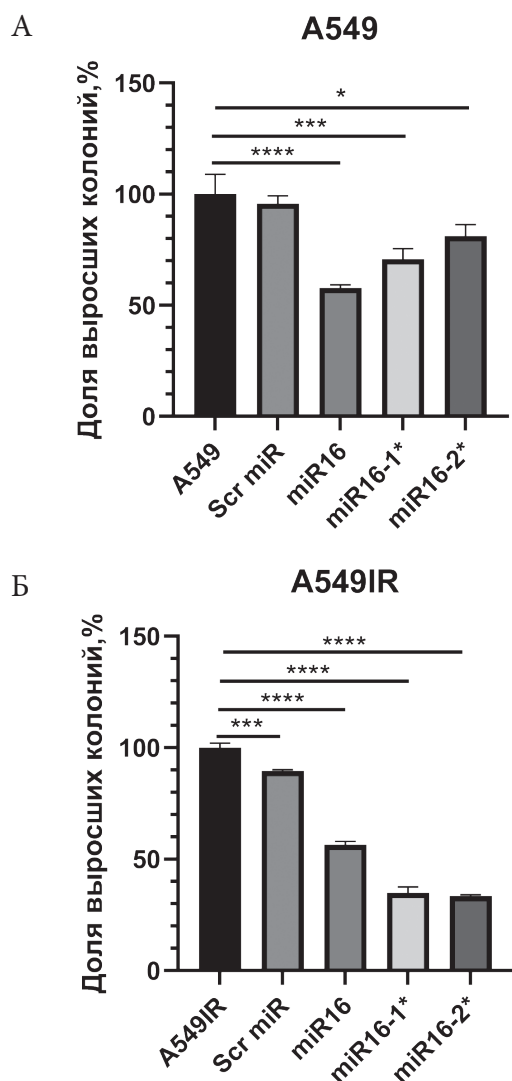 А
A549
Доля выросших колоний,%
150
100
50
0
*
***
****
A549
Scr miR
miR16
miR16-1*
miR16-2*
Б
A549IR
Доля выросших колоний,%
150
100
50
0
****
****
****
***
A549IR
Scr miR
miR16
miR16-1*
miR16-2*